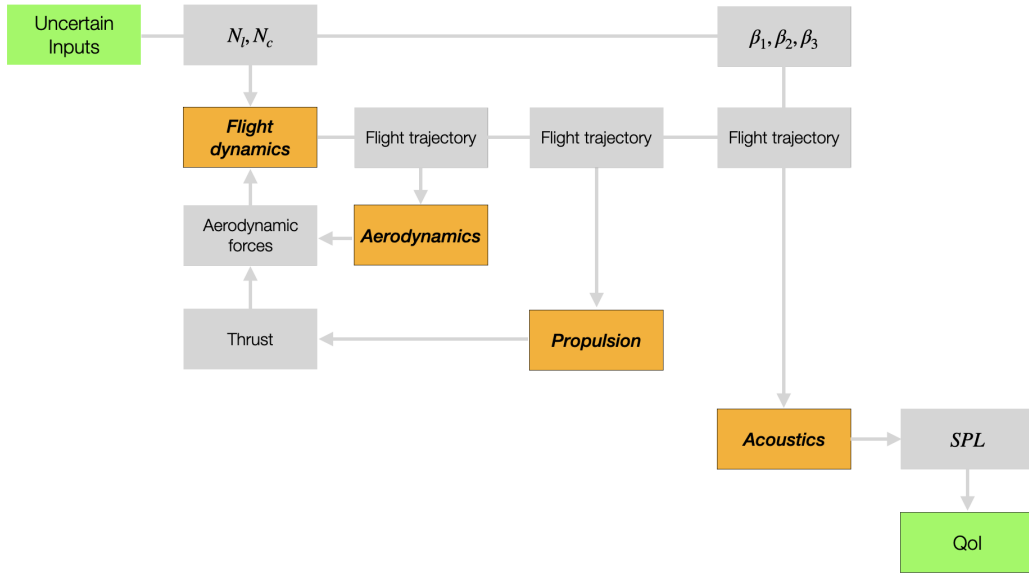 Uncertain
Inputs
N_l, N_c
β_1, β_2, β_3
Flight
dynamics
Flight trajectory
Flight trajectory
Flight trajectory
Aerodynamic
forces
Aerodynamics
Thrust
Propulsion
Acoustics
SPL
QoI